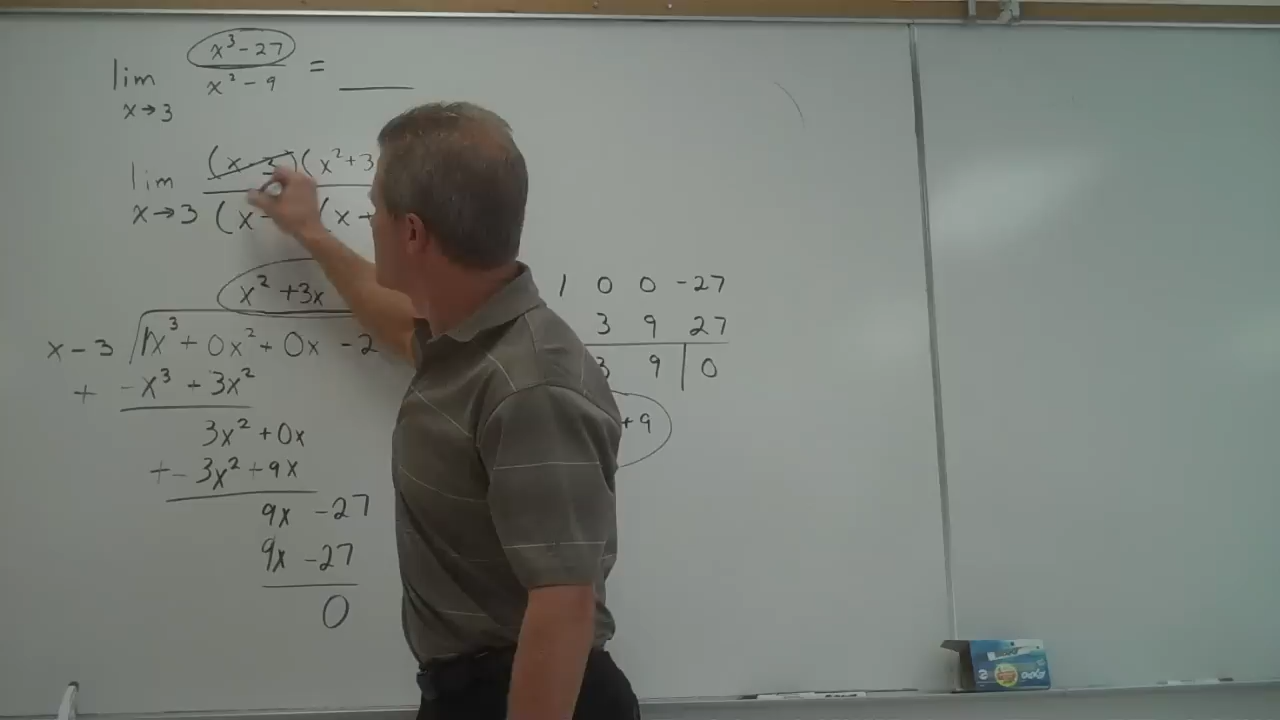 lim x→3 x³-27 / x²-9 = ____
lim x→3 (x-3)(x²+3 / (x- (x+
x² +3x
x-3 1x³ + 0x² + 0x -2
+ -x³ + 3x²
3x² + 0x
+- 3x² + 9x
9x -27
9x -27
0
1 0 0 -27
3 9 27
3 9 0
+9